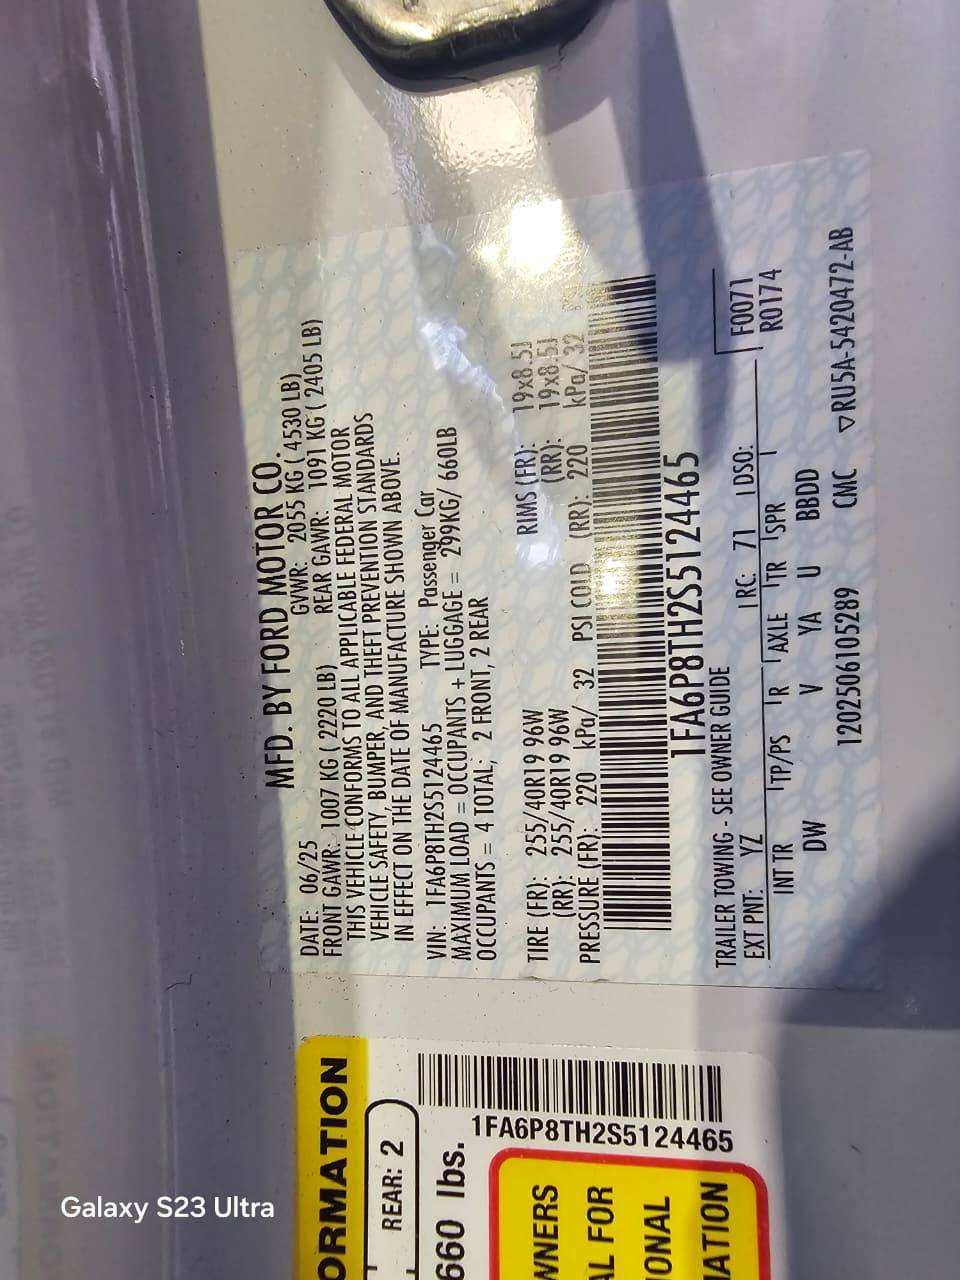 MFD. BY FORD MOTOR CO.
DATE: 06/25 GVWR: 2055 KG ( 4530 LB)
FRONT GAWR: 1007 KG ( 2220 LB) REAR GAWR: 1091 KG ( 2405 LB)
THIS VEHICLE CONFORMS TO ALL APPLICABLE FEDERAL MOTOR
VEHICLE SAFETY, BUMPER, AND THEFT PREVENTION STANDARDS
IN EFFECT ON THE DATE OF MANUFACTURE SHOWN ABOVE.
VIN: 1FA6P8TH2S5124465 TYPE: Passenger Car
MAXIMUM LOAD = OCCUPANTS + LUGGAGE = 299KG/ 660LB
OCCUPANTS = 4 TOTAL; 2 FRONT, 2 REAR
TIRE (FR): 255/40R19 96W RIMS (FR): 19x8.5J
(RR): 255/40R19 96W (RR): 19x8.5J
PRESSURE (FR): 220 kPa/ 32 PSI COLD (RR): 220 kPa/ 32
1FA6P8TH2S5124465
TRAILER TOWING - SEE OWNER GUIDE
F0071
EXT PNT: YZ RC: 71 DSO: R0174
INT TR TP/PS R AXLE TR SPR
DW V YA U BBDD
1202506105289 CMC ▽RU5A-5420472-AB
ORMATION
REAR: 2
660 lbs.
1FA6P8TH2S5124465
WNERS
AL FOR
IONAL
MATION
Galaxy S23 Ultra